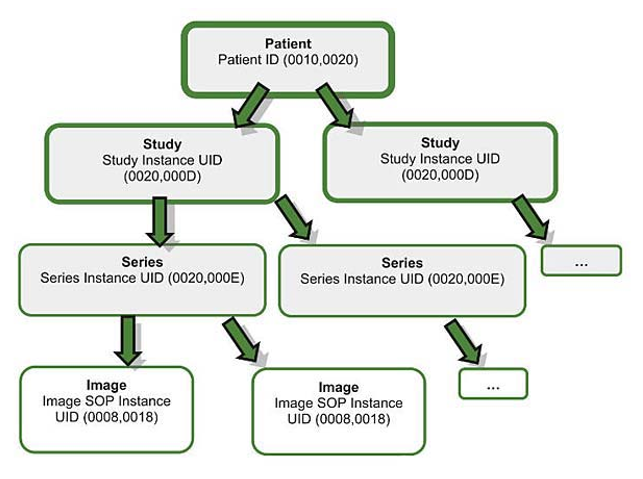 Patient
Patient ID (0010,0020)
Study
Study Instance UID
(0020,000D)
Study
Study Instance UID
(0020,000D)
Series
Series Instance UID (0020,000E)
Series
Series Instance UID (0020,000E)
...
Image
Image SOP Instance
UID (0008,0018)
Image
Image SOP Instance
UID (0008,0018)
...